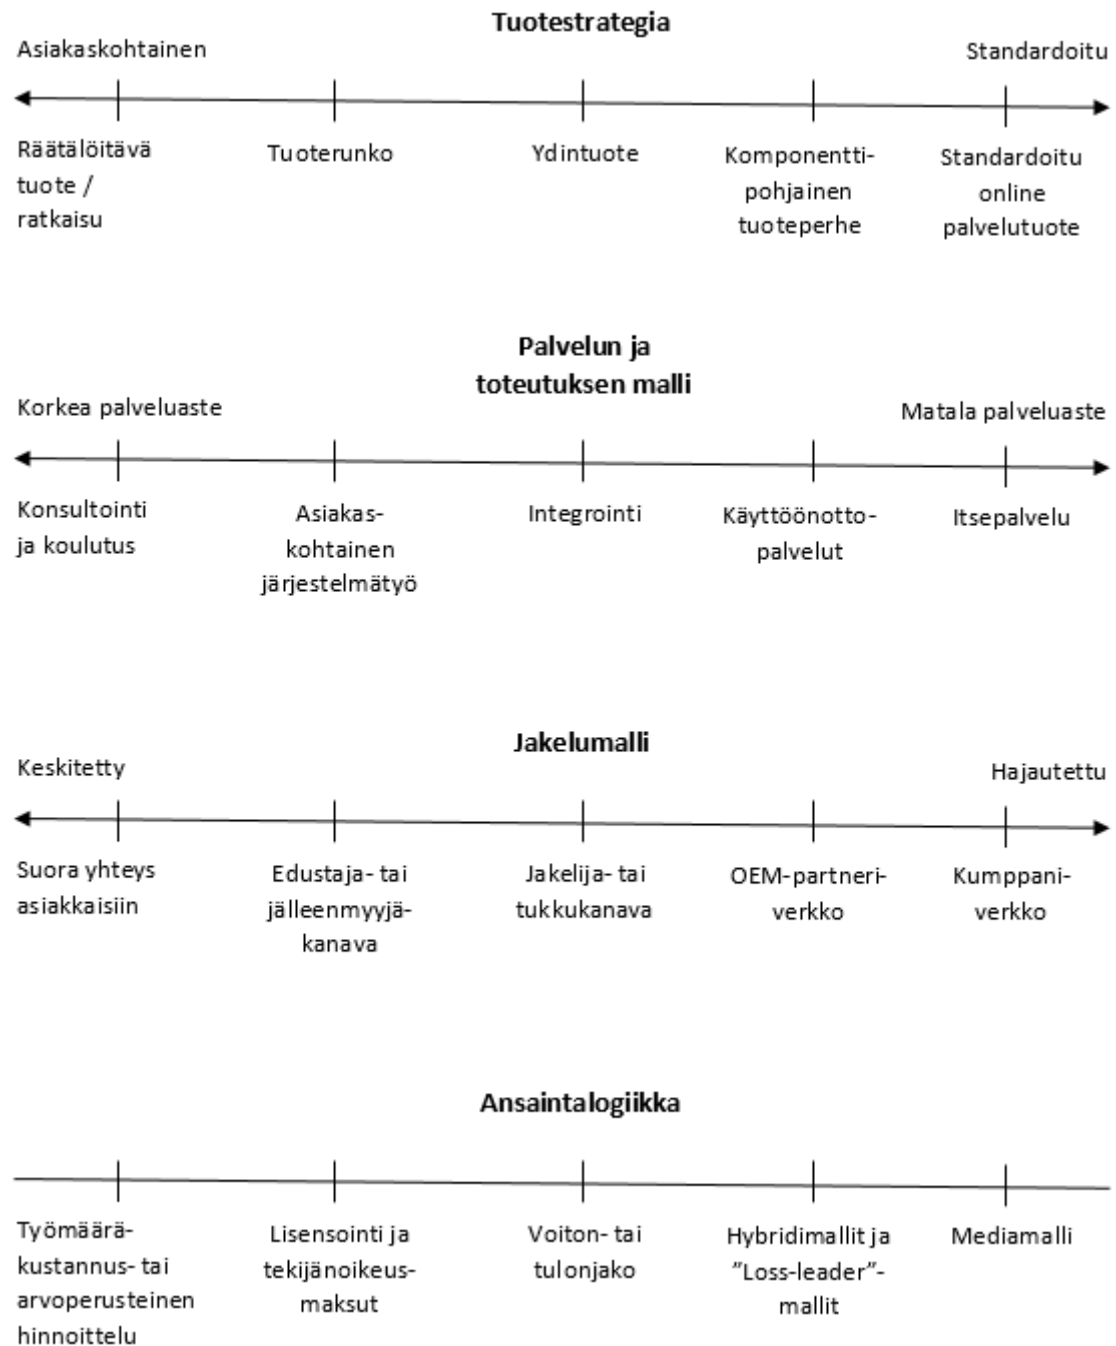 Tuotestrategia
Asiakaskohtainen
Standardoitu
Räätälöitävä
tuote /
ratkaisu
Tuoterunko
Ydintuote
Komponentti-
pohjainen
tuoteperhe
Standardoitu
online
palvelutuote
Palvelun ja
toteutuksen malli
Korkea palveluaste
Matala palveluaste
Konsultointi
ja koulutus
Asiakas-
kohtainen
järjestelmätyö
Integrointi
Käyttöönotto-
palvelut
Itsepalvelu
Jakelumalli
Keskitetty
Hajautettu
Suora yhteys
asiakkaisiin
Edustaja- tai
jälleenmyyjä-
kanava
Jakelija- tai
tukkukanava
OEM-partneri-
verkko
Kumppani-
verkko
Ansaintalogiikka
Työmäärä-
kustannus- tai
arvoperusteinen
hinnoittelu
Lisensointi ja
tekijänoikeus-
maksut
Voiton- tai
tulonjako
Hybridimallit ja
”Loss-leader”-
mallit
Mediamalli